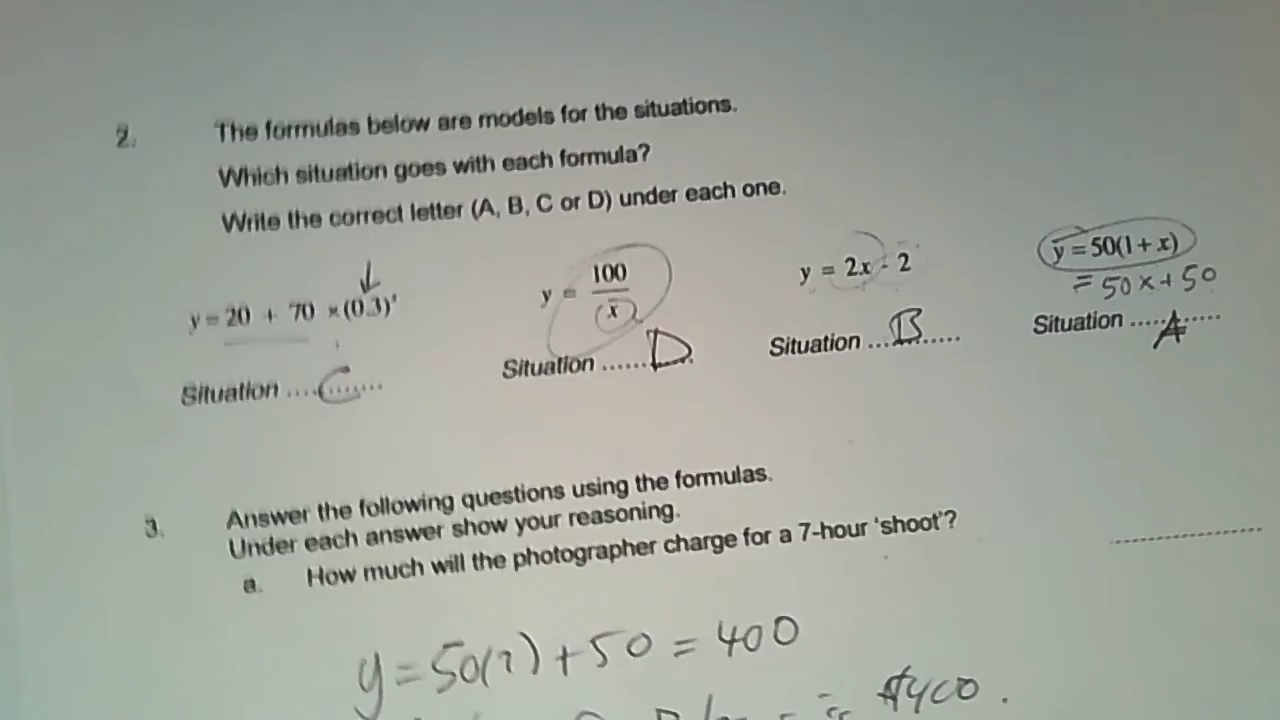 2. The formulas below are models for the situations.
Which situation goes with each formula?
Write the correct letter (A, B, C or D) under each one.
y = 20 + 70 × (0.3)ˣ
y = 100/x
y = 2x - 2
y = 50(1 + x)
= 50x + 50
Situation ....C.......
Situation ......D..
Situation ...B.......
Situation .....A.....
3. Answer the following questions using the formulas.
Under each answer show your reasoning.
a. How much will the photographer charge for a 7-hour 'shoot'?
y = 50(7) + 50 = 400
is $400.